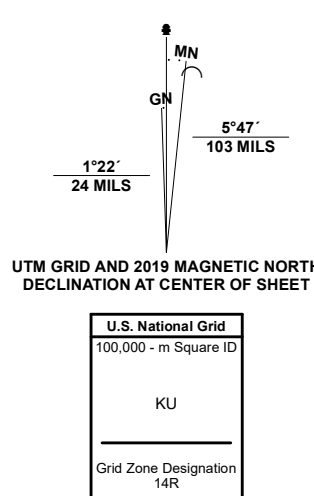 MN
GN
5°47´
103 MILS
1°22´
24 MILS
UTM GRID AND 2019 MAGNETIC NORTH
DECLINATION AT CENTER OF SHEET
U.S. National Grid
100,000 - m Square ID
KU
Grid Zone Designation
14R